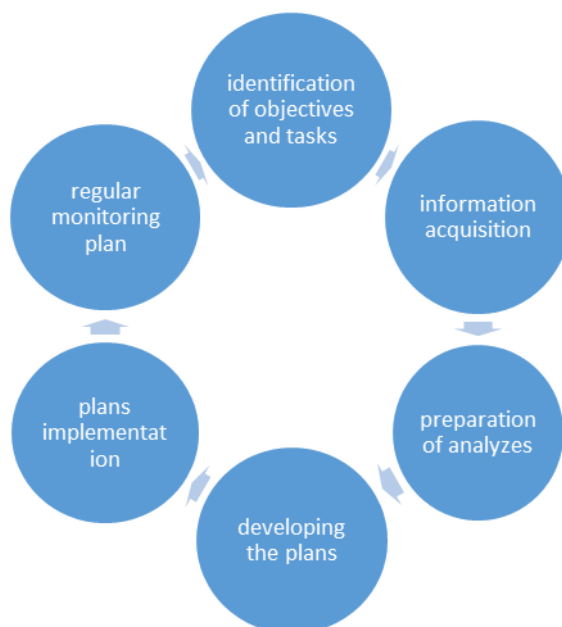 identification
of objectives
and tasks
information
acquisition
preparation
of analyzes
developing
the plans
plans
implementat
ion
regular
monitoring
plan